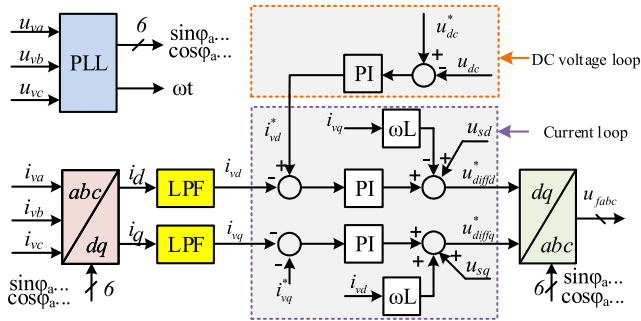 u_va
u_vb
u_vc
PLL
6
sinφ_a...
cosφ_a...
ωt
u*_dc
+
-
u_dc
PI
DC voltage loop
i*_vd
i_vq
ωL
u_sd
Current loop
i_va
i_vb
i_vc
abc
dq
sinφ_a...
cosφ_a...
6
i_d
LPF
i_vd
-
+
PI
+
-
+
u*_diffd
i_q
LPF
i_vq
-
-
i*_vq
PI
+
+
+
u*_diffq
i_vd
ωL
u_sq
dq
abc
u_fabc
6
sinφ_a...
cosφ_a...